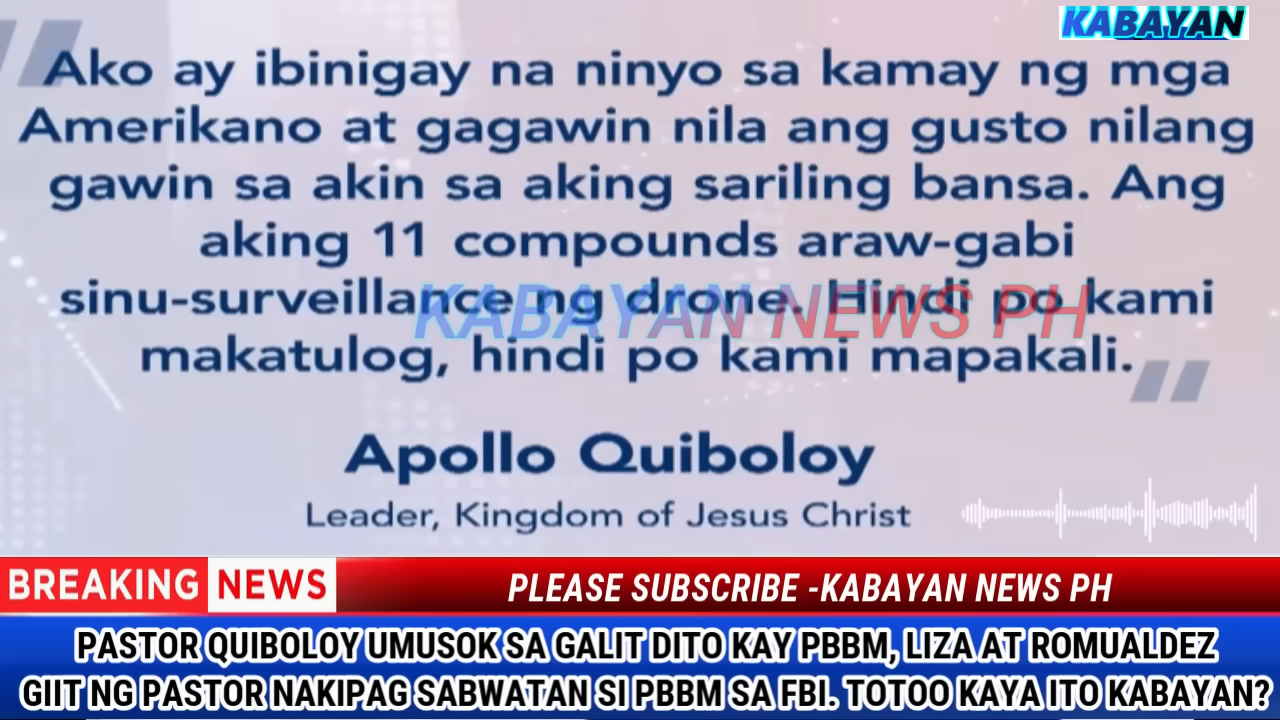 KABAYAN
"Ako ay ibinigay na ninyo sa kamay ng mga
Amerikano at gagawin nila ang gusto nilang
gawin sa akin sa aking sariling bansa. Ang
aking 11 compounds araw-gabi
sinu-surveillance ng drone. Hindi po kami
makatulog, hindi po kami mapakali."
KABAYAN NEWS PH
Apollo Quiboloy
Leader, Kingdom of Jesus Christ
BREAKING NEWS
PLEASE SUBSCRIBE -KABAYAN NEWS PH
PASTOR QUIBOLOY UMUSOK SA GALIT DITO KAY PBBM, LIZA AT ROMUALDEZ
GIIT NG PASTOR NAKIPAG SABWATAN SI PBBM SA FBI. TOTOO KAYA ITO KABAYAN?